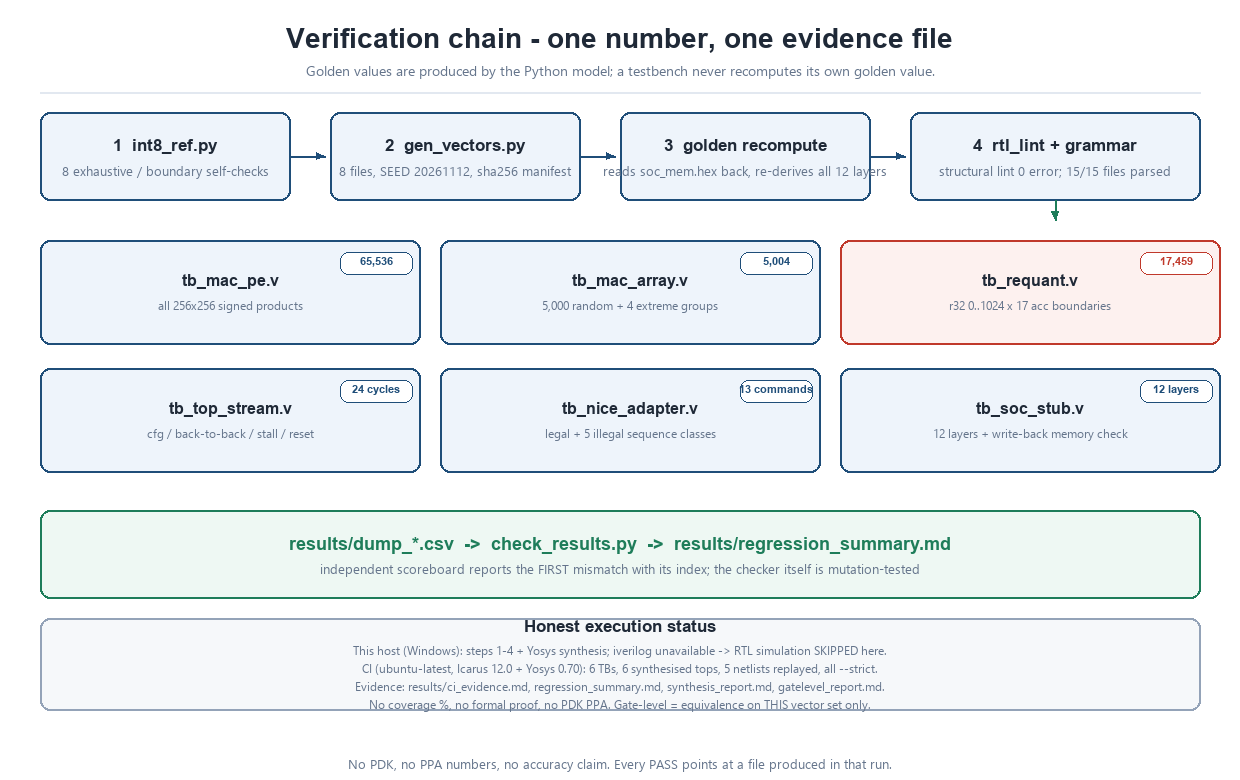 Verification chain - one number, one evidence file
Golden values are produced by the Python model; a testbench never recomputes its own golden value.
1 int8_ref.py
8 exhaustive / boundary self-checks
2 gen_vectors.py
8 files, SEED 20261112, sha256 manifest
3 golden recompute
reads soc_mem.hex back, re-derives all 12 layers
4 rtl_lint + grammar
structural lint 0 error; 15/15 files parsed
65,536
tb_mac_pe.v
all 256x256 signed products
5,004
tb_mac_array.v
5,000 random + 4 extreme groups
17,459
tb_requant.v
r32 0..1024 x 17 acc boundaries
24 cycles
tb_top_stream.v
cfg / back-to-back / stall / reset
13 commands
tb_nice_adapter.v
legal + 5 illegal sequence classes
12 layers
tb_soc_stub.v
12 layers + write-back memory check
results/dump_*.csv -> check_results.py -> results/regression_summary.md
independent scoreboard reports the FIRST mismatch with its index; the checker itself is mutation-tested
Honest execution status
This host (Windows): steps 1-4 + Yosys synthesis; iverilog unavailable -> RTL simulation SKIPPED here.
CI (ubuntu-latest, Icarus 12.0 + Yosys 0.70): 6 TBs, 6 synthesised tops, 5 netlists replayed, all --strict.
Evidence: results/ci_evidence.md, regression_summary.md, synthesis_report.md, gatelevel_report.md.
No coverage %, no formal proof, no PDK PPA. Gate-level = equivalence on THIS vector set only.
No PDK, no PPA numbers, no accuracy claim. Every PASS points at a file produced in that run.